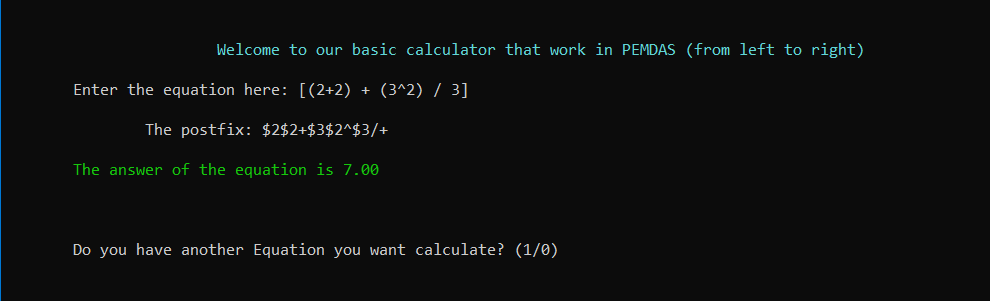 Welcome to our basic calculator that work in PEMDAS (from left to right)
Enter the equation here: [(2+2) + (3^2) / 3]
The postfix: $2$2+$3$2^$3/+
The answer of the equation is 7.00
Do you have another Equation you want calculate? (1/0)